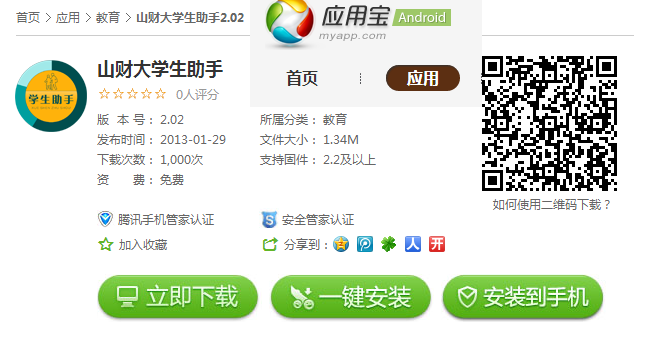 首页 > 应用 > 教育 > 山财大学生助手2.02
应用宝 Android
myapp.com
首页 应用
学生助手
山财大学生助手
☆☆☆☆☆ 0人评分
版 本 号： 2.02 所属分类： 教育
发布时间： 2013-01-29 文件大小： 1.34M
下载次数： 1,000次 支持固件： 2.2及以上
资 费： 免费
如何使用二维码下载？
腾讯手机管家认证 安全管家认证
加入收藏 分享到： 人 开
立即下载 一键安装 安装到手机